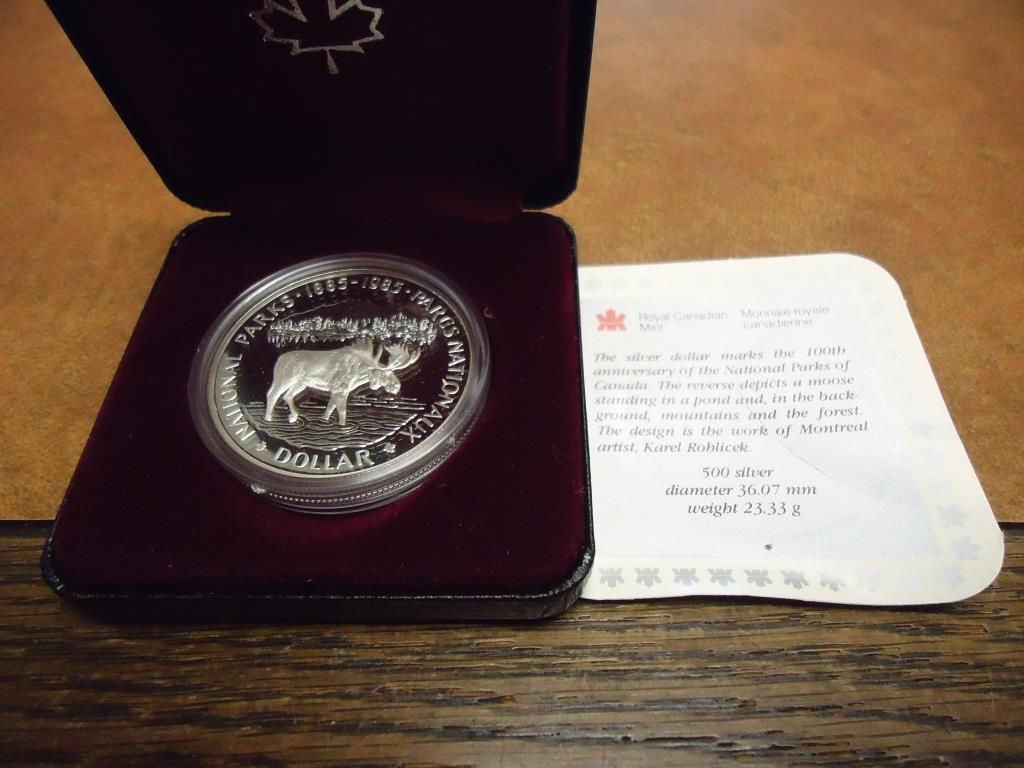 NATIONAL PARKS · 1885-1985 · PARCS NATIONAUX
DOLLAR
Royal Canadian Mint
Monnaie royale canadienne
The silver dollar marks the 100th
anniversary of the National Parks of
Canada. The reverse depicts a moose
standing in a pond and, in the back-
ground, mountains and the forest.
The design is the work of Montreal
artist, Karel Rohlicek.
500 silver
diameter 36.07 mm
weight 23.33 g